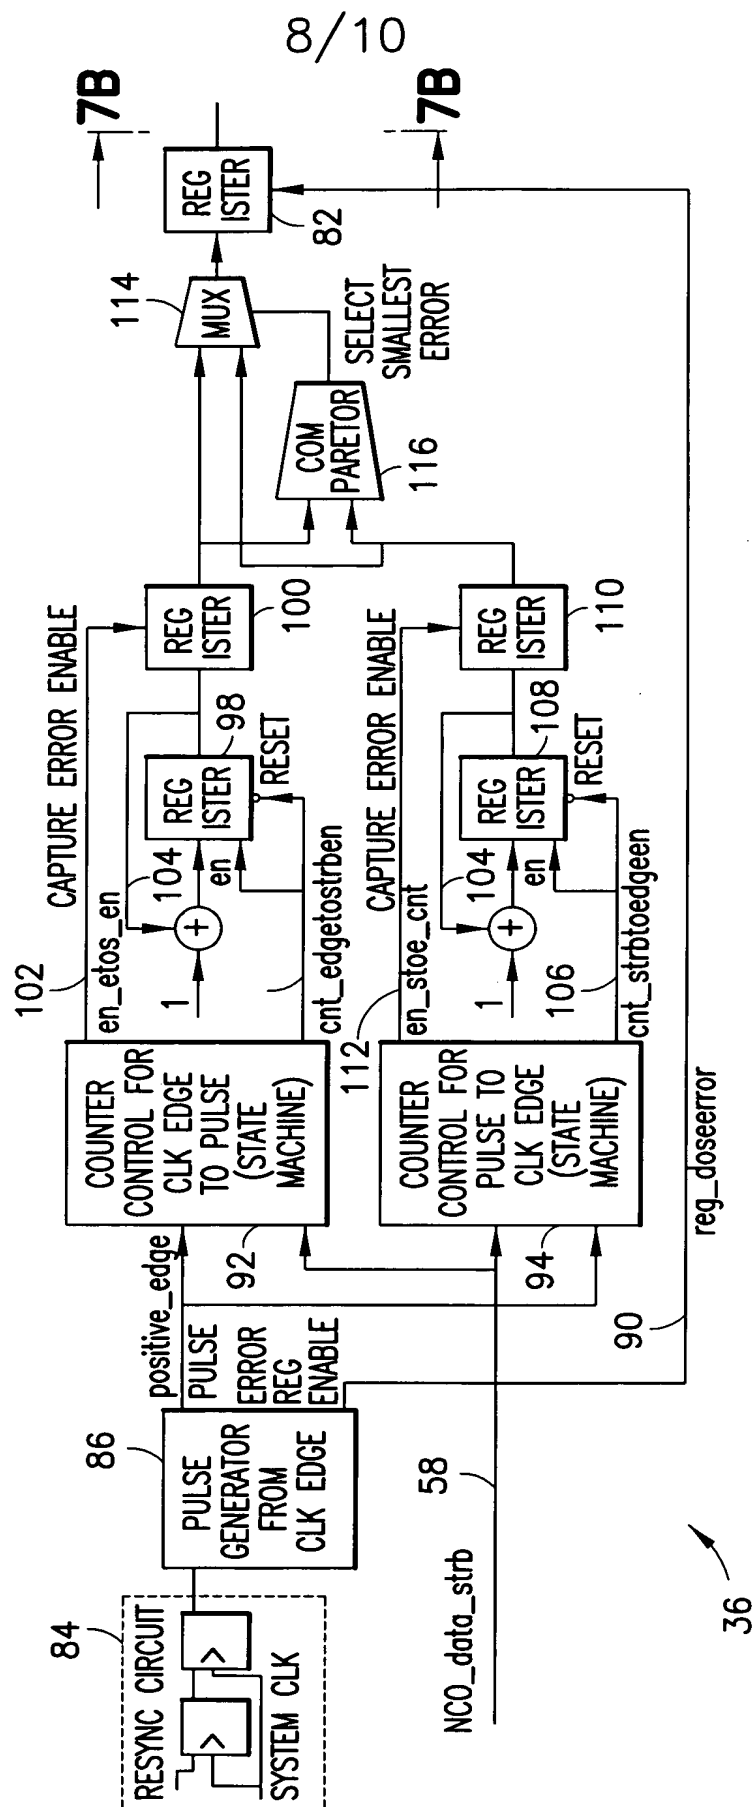 8/10
7B
7B
84
RESYNC CIRCUIT
SYSTEM CLK
86
PULSE
GENERATOR
FROM
CLK EDGE
positive_edge
PULSE
ERROR
REG
ENABLE
NCO_data_strb
58
92
COUNTER
CONTROL FOR
CLK EDGE
TO PULSE
(STATE
MACHINE)
94
COUNTER
CONTROL FOR
PULSE TO
CLK EDGE
(STATE
MACHINE)
90
reg_doseerror
102
CAPTURE ERROR ENABLE
en_etos_en
1
+
104
en
REG
ISTER
98
RESET
cnt_edgetostrben
REG
ISTER
100
112
CAPTURE ERROR ENABLE
en_stoe_cnt
1
+
104
en
REG
ISTER
108
RESET
106
cnt_strbtoedgeen
REG
ISTER
110
COM
PARETOR
116
SELECT
SMALLEST
ERROR
114
MUX
REG
ISTER
82
36